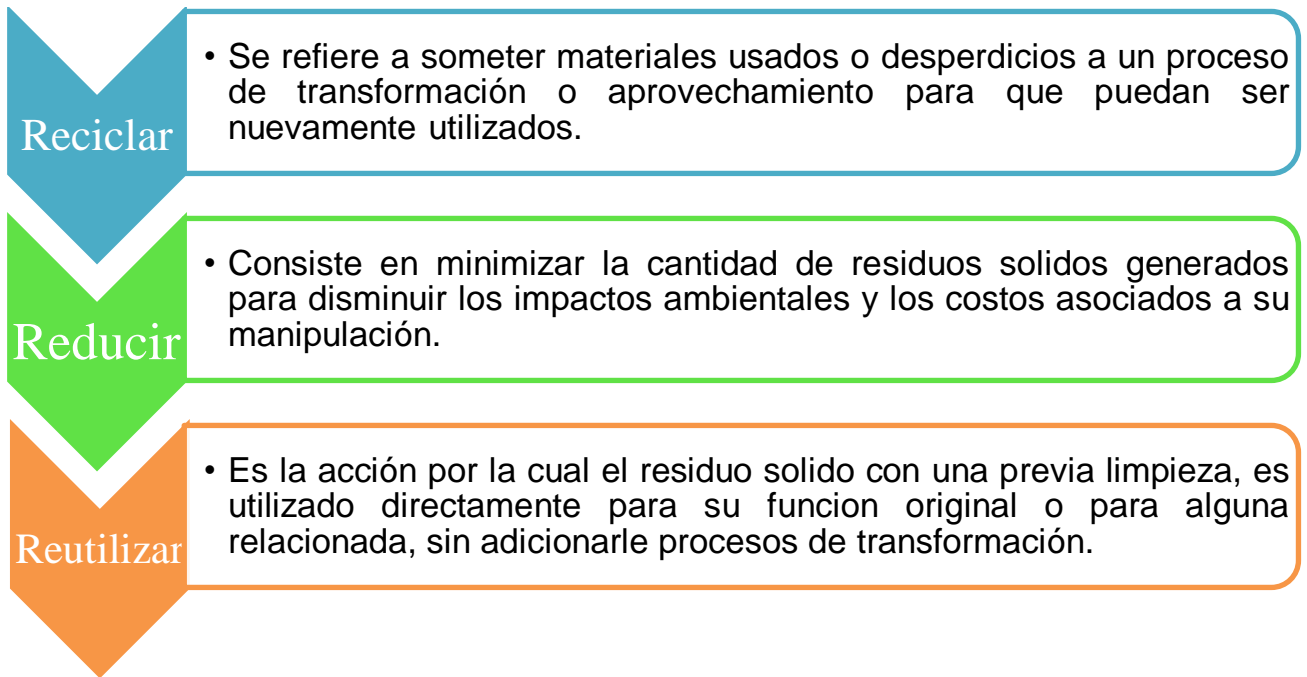 Reciclar
• Se refiere a someter materiales usados o desperdicios a un proceso
de transformación o aprovechamiento para que puedan ser
nuevamente utilizados.
Reducir
• Consiste en minimizar la cantidad de residuos solidos generados
para disminuir los impactos ambientales y los costos asociados a su
manipulación.
Reutilizar
• Es la acción por la cual el residuo solido con una previa limpieza, es
utilizado directamente para su funcion original o para alguna
relacionada, sin adicionarle procesos de transformación.